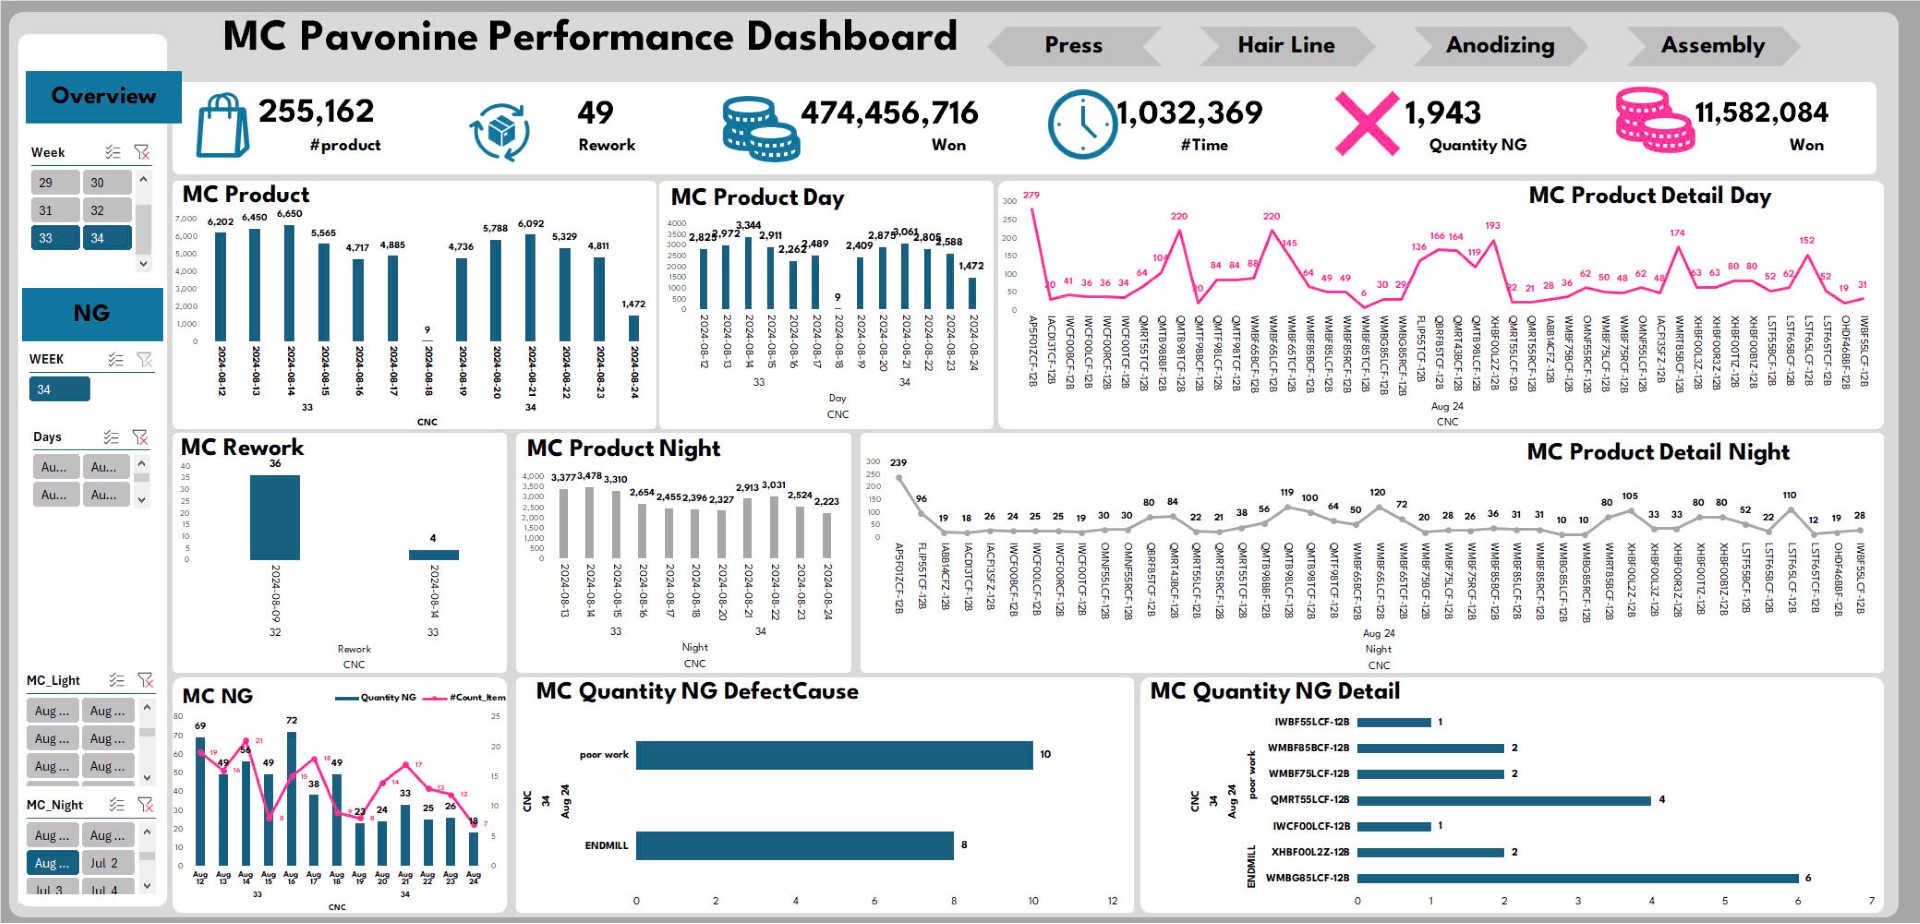 MC Pavonine Performance Dashboard
Press
Hair Line
Anodizing
Assembly
Overview
255,162
#product
49
Rework
474,456,716
Won
1,032,369
#Time
1,943
Quantity NG
11,582,084
Won
Week
29 30
31 32
33 34
NG
WEEK
34
Days
Au... Au...
Au... Au...
MC_Light
Aug ... Aug ...
Aug ... Aug ...
Aug ... Aug ...
MC_Night
Aug ... Aug ...
Aug ... Jul 2
Jul 3 Jul 4
MC Product
7,000
6,000
5,000
4,000
3,000
2,000
1,000
0
6,202 6,450 6,650 5,565 4,717 4,885 9 4,736 5,788 6,092 5,329 4,811 1,472
2024-08-12 2024-08-13 2024-08-14 2024-08-15 2024-08-16 2024-08-17 2024-08-18 2024-08-19 2024-08-20 2024-08-21 2024-08-22 2024-08-23 2024-08-24
33 34
CNC
MC Product Day
4000
3500
3000
2500
2000
1500
1000
500
0
2,825 2,972 3,344 2,911 2,262 2,489 9 2,409 2,875 3,061 2,805 2,588 1,472
2024-08-12 2024-08-13 2024-08-14 2024-08-15 2024-08-16 2024-08-17 2024-08-18 2024-08-19 2024-08-20 2024-08-21 2024-08-22 2024-08-23 2024-08-24
33 34
Day
CNC
MC Product Detail Day
300
250
200
150
100
50
0
279 41 36 36 34 64 104 220 84 84 88 220 145 64 49 49 6 30 29 136 166 164 119 193 22 21 28 36 62 50 48 62 48 174 63 63 80 80 52 62 152 52 19 31
AP5F01ZCF-12B IACD13TCF-12B IWCF00BCF-12B IWCF00LCF-12B IWCF00RCF-12B IWCF00TCF-12B QMRT55TCF-12B QMTB98BBF-12B QMTB98TCF-12B QMTF98BCF-12B QMTF98LCF-12B QMTF98TCF-12B WMBF65BCF-12B WMBF65LCF-12B WMBF65TCF-12B WMBF85BCF-12B WMBF85LCF-12B WMBF85RCF-12B WMBF85TCF-12B WMBG85LCF-12B WMBG85RCF-12B FLIP55TCF-12B QBRFB5TCF-12B QMRT43BCF-12B QMTB98LCF-12B XHBF00L2Z-12B QMRT55LCF-12B QMRT55RCF-12B IABB14CFZ-12B WMBF75BCF-12B OMNF55RCF-12B WMBF75LCF-12B WMBF75RCF-12B OMNF55LCF-12B IACF13SFZ-12B WMRTB5BCF-12B XHBF00L3Z-12B XHBF00R3Z-12B XHBF00T1Z-12B XHBF00B1Z-12B LSTF55BCF-12B LSTF65BCF-12B LSTF65LCF-12B LSTF65TCF-12B OHDF46BBF-12B IWBF55LCF-12B
Aug 24
CNC
MC Rework
40
35
30
25
20
15
10
5
0
36 4
2024-08-09 2024-08-14
32 33
Rework
CNC
MC Product Night
4,000
3,500
3,000
2,500
2,000
1,500
1,000
500
0
3,377 3,478 3,310 2,654 2,455 2,396 2,327 2,913 3,031 2,524 2,223
2024-08-13 2024-08-14 2024-08-15 2024-08-16 2024-08-17 2024-08-18 2024-08-20 2024-08-21 2024-08-22 2024-08-23 2024-08-24
33 34
Night
CNC
MC Product Detail Night
300
250
200
150
100
50
0
239 96 19 18 26 24 25 25 19 30 30 80 84 22 21 38 56 119 100 64 50 120 72 20 28 26 36 31 31 10 10 80 105 33 33 80 80 52 22 110 12 19 28
AP5F01ZCF-12B FLIP55TCF-12B IABB14CFZ-12B IACD13TCF-12B IACF13SFZ-12B IWCF00BCF-12B IWCF00LCF-12B IWCF00RCF-12B IWCF00TCF-12B OMNF55LCF-12B OMNF55RCF-12B QBRFB5TCF-12B QMRT43BCF-12B QMRT55LCF-12B QMRT55RCF-12B QMRT55TCF-12B QMTB98BBF-12B QMTB98LCF-12B QMTB98TCF-12B QMTF98TCF-12B WMBF65BCF-12B WMBF65LCF-12B WMBF65TCF-12B WMBF75BCF-12B WMBF75LCF-12B WMBF75RCF-12B WMBF85BCF-12B WMBF85LCF-12B WMBF85RCF-12B WMBG85LCF-12B WMBG85RCF-12B WMRTB5BCF-12B XHBF00L2Z-12B XHBF00L3Z-12B XHBF00R3Z-12B XHBF00T1Z-12B XHBF00B1Z-12B LSTF55BCF-12B LSTF65BCF-12B LSTF65LCF-12B LSTF65TCF-12B OHDF46BBF-12B IWBF55LCF-12B
Aug 24
Night
CNC
MC NG
Quantity NG #Count_Item
80
70
60
50
40
30
20
10
0
25
20
15
10
5
0
69 49 56 49 72 38 49 23 24 33 25 26 18
19 16 21 8 15 18 8 14 17 13 12 7
Aug 12 Aug 13 Aug 14 Aug 15 Aug 16 Aug 17 Aug 18 Aug 19 Aug 20 Aug 21 Aug 22 Aug 23 Aug 24
33 34
CNC
MC Quantity NG DefectCause
CNC
34
Aug 24
poor work 10
ENDMILL 8
0 2 4 6 8 10 12
MC Quantity NG Detail
CNC
34
Aug 24
poor work
ENDMILL
IWBF55LCF-12B 1
WMBF85BCF-12B 2
WMBF75LCF-12B 2
QMRT55LCF-12B 4
IWCF00LCF-12B 1
XHBF00L2Z-12B 2
WMBG85LCF-12B 6
0 1 2 3 4 5 6 7